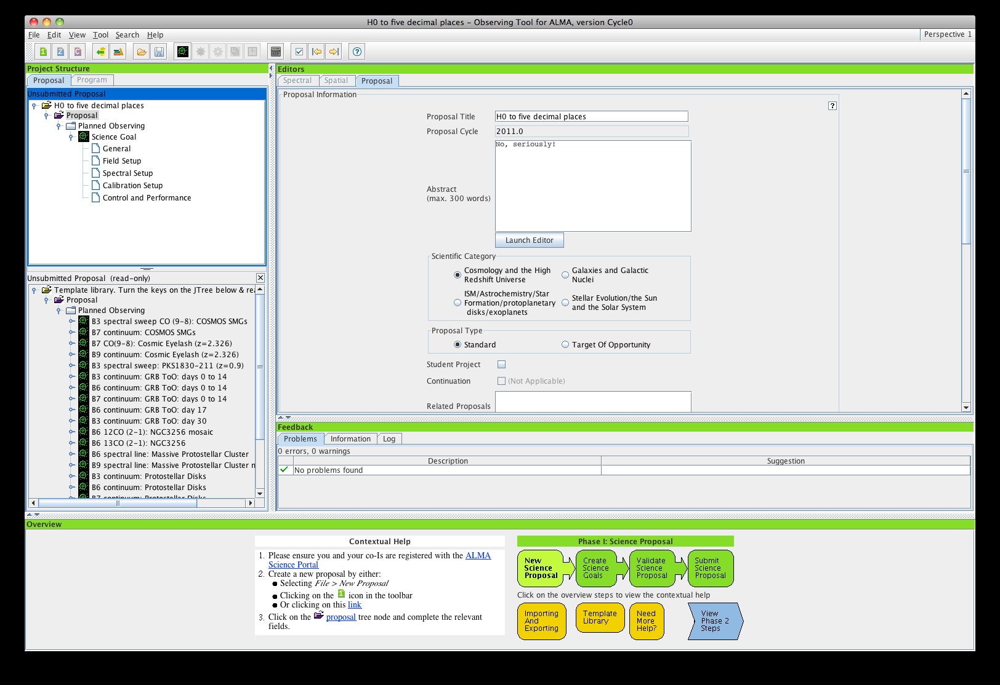 H0 to five decimal places – Observing Tool for ALMA, version Cycle0
File Edit View Tool Search Help
Perspective 1
1 2 C ?
Project Structure
Proposal Program
Unsubmitted Proposal
H0 to five decimal places
Proposal
Planned Observing
Science Goal
General
Field Setup
Spectral Setup
Calibration Setup
Control and Performance
Unsubmitted Proposal (read-only)
Template library. Turn the keys on the JTree below & rea
Proposal
Planned Observing
B3 spectral sweep CO (9-8): COSMOS SMGs
B7 continuum: COSMOS SMGs
B7 CO(9-8): Cosmic Eyelash (z=2.326)
B9 continuum: Cosmic Eyelash (z=2.326)
B3 spectral sweep: PKS1830-211 (z=0.9)
B3 continuum: GRB ToO: days 0 to 14
B6 continuum: GRB ToO: days 0 to 14
B7 continuum: GRB ToO: days 0 to 14
B6 continuum: GRB ToO: day 17
B3 continuum: GRB ToO: day 30
B6 12CO (2-1): NGC3256 mosaic
B6 13CO (2-1): NGC3256
B6 spectral line: Massive Protostellar Cluster
B9 spectral line: Massive Protostellar Cluster n
B3 continuum: Protostellar Disks
B6 continuum: Protostellar Disks
B7 continuum: Protostellar Disks
Editors
Spectral Spatial Proposal
Proposal Information
?
Proposal Title H0 to five decimal places
Proposal Cycle 2011.0
No, seriously!
Abstract
(max. 300 words)
Launch Editor
Scientific Category
Cosmology and the High
Redshift Universe
Galaxies and Galactic
Nuclei
ISM/Astrochemistry/Star
Formation/protoplanetary
disks/exoplanets
Stellar Evolution/the Sun
and the Solar System
Proposal Type
Standard Target Of Opportunity
Student Project
Continuation (Not Applicable)
Related Proposals
Feedback
Problems Information Log
0 errors, 0 warnings
Description Suggestion
No problems found
Overview
Contextual Help
1. Please ensure you and your co-Is are registered with the ALMA
Science Portal
2. Create a new proposal by either:
Selecting File > New Proposal
Clicking on the 1 icon in the toolbar
Or clicking on this link
3. Click on the proposal tree node and complete the relevant
fields.
Phase I: Science Proposal
New
Science
Proposal
Create
Science
Goals
Validate
Science
Proposal
Submit
Science
Proposal
Click on the overview steps to view the contextual help
Importing
And
Exporting
Template
Library
Need
More
Help?
View
Phase 2
Steps